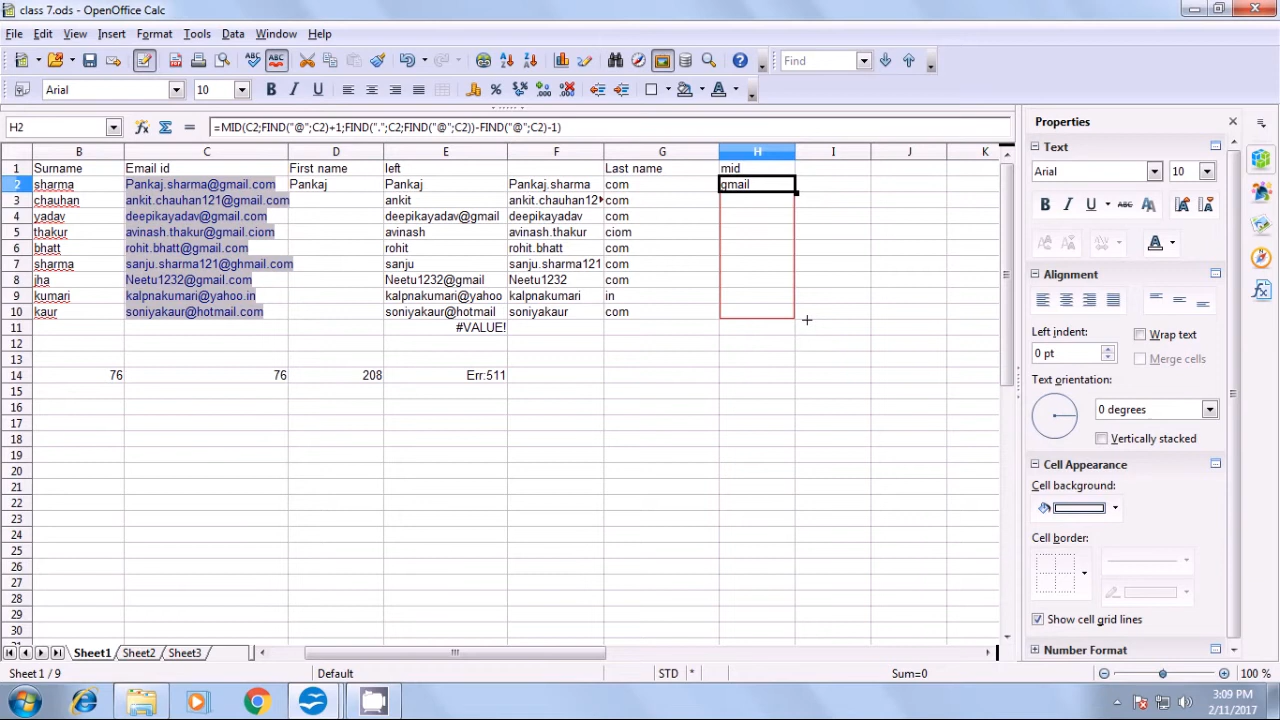 class 7.ods - OpenOffice Calc
File Edit View Insert Format Tools Data Window Help
Find
Arial 10
H2 =MID(C2;FIND("@";C2)+1;FIND(".";C2;FIND("@";C2))-FIND("@";C2)-1)
B C D E F G H I J K
1 Surname Email id First name left Last name mid
2 sharma Pankaj.sharma@gmail.com Pankaj Pankaj Pankaj.sharma com gmail
3 chauhan ankit.chauhan121@gmail.com ankit ankit.chauhan12 com
4 yadav deepikayadav@gmail.com deepikayadav@gmail deepikayadav com
5 thakur avinash.thakur@gmail.ciom avinash avinash.thakur ciom
6 bhatt rohit.bhatt@gmail.com rohit rohit.bhatt com
7 sharma sanju.sharma121@ghmail.com sanju sanju.sharma121 com
8 jha Neetu1232@gmail.com Neetu1232@gmail Neetu1232 com
9 kumari kalpnakumari@yahoo.in kalpnakumari@yahoo kalpnakumari in
10 kaur soniyakaur@hotmail.com soniyakaur@hotmail soniyakaur com
11 #VALUE!
12
13
14 76 76 208 Err:511
15
16
17
18
19
20
21
22
23
24
25
26
27
28
29
30
Sheet1 Sheet2 Sheet3
Sheet 1 / 9 Default STD * Sum=0 100 %
Properties
Text
Arial 10
Alignment
Left indent:
0 pt
Wrap text
Merge cells
Text orientation:
0 degrees
Vertically stacked
Cell Appearance
Cell background:
Cell border:
Show cell grid lines
Number Format
3:09 PM
2/11/2017